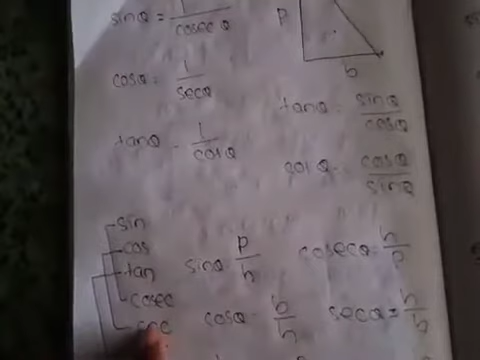 sinθ = 1/cosecθ
P
b
cosθ = 1/secθ
tanθ = sinθ/cosθ
tanθ = 1/cotθ
cotθ = cosθ/sinθ
sin
cos
tan
cosec
sec
sinθ = P/h
cosecθ = h/P
cosθ = b/h
secθ = h/b